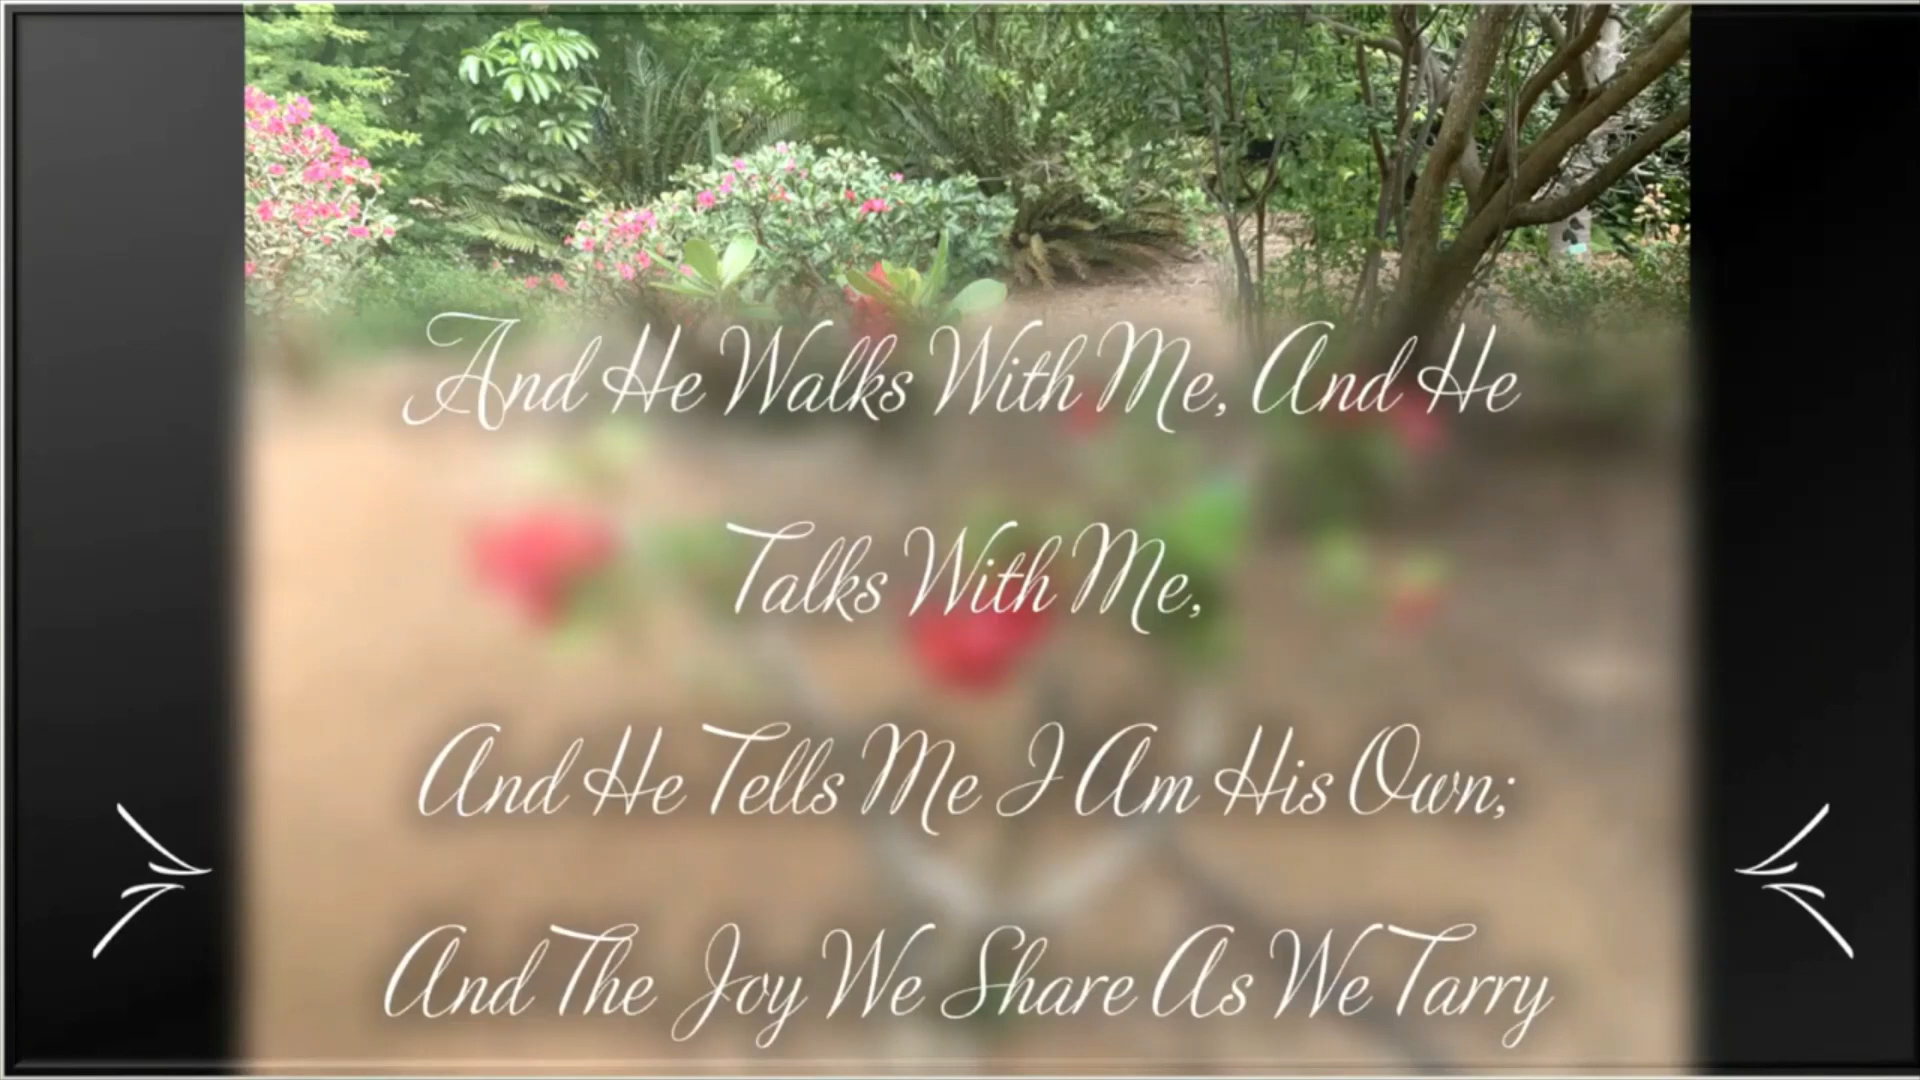 And He Walks With Me, And He
Talks With Me,
And He Tells Me I Am His Own;
And The Joy We Share As We Tarry